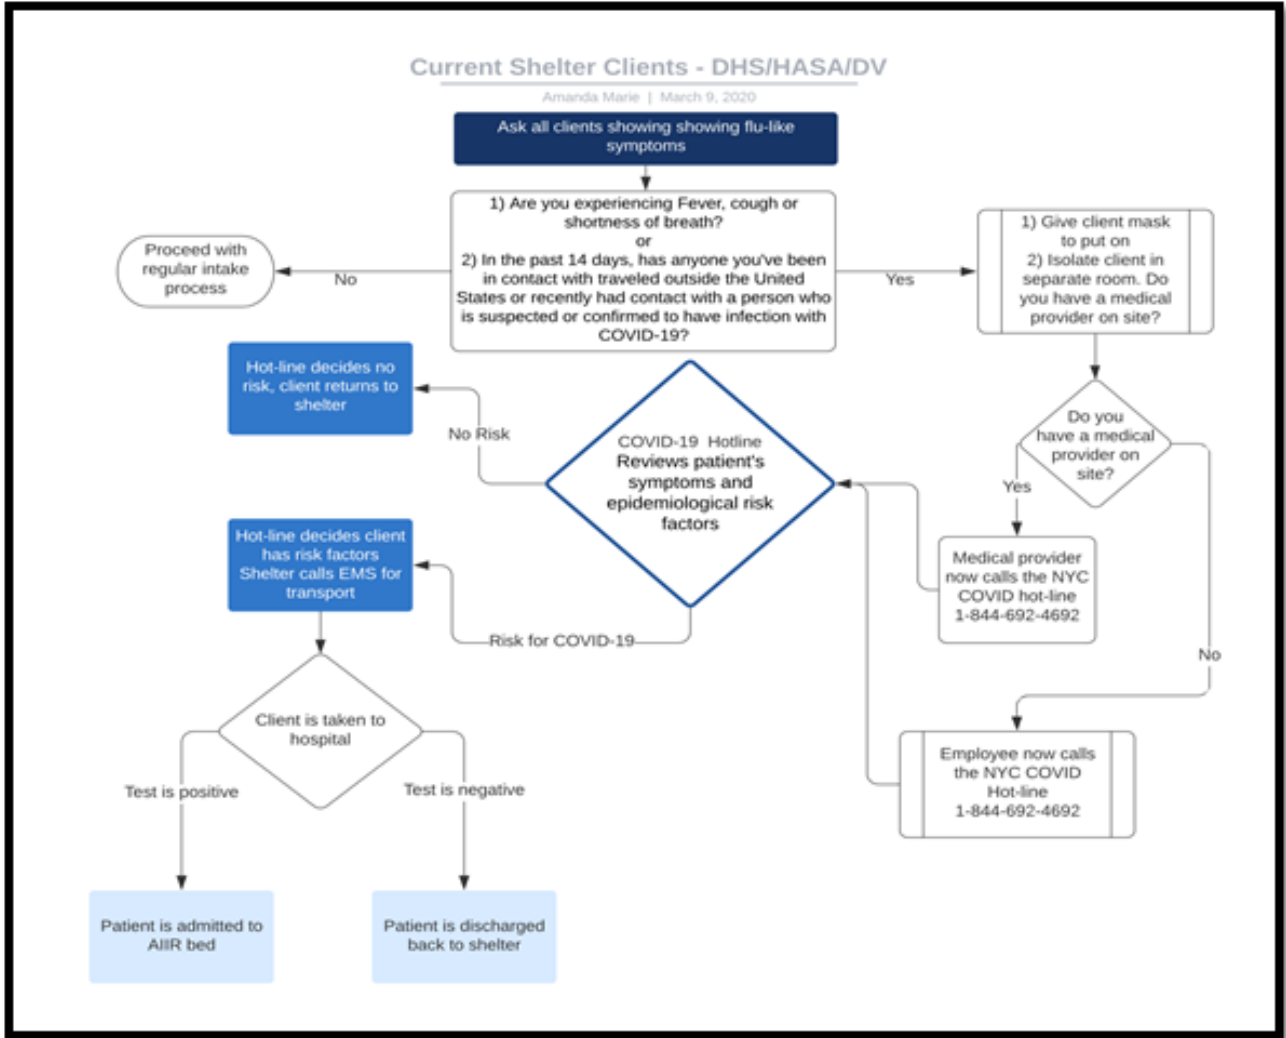 Current Shelter Clients - DHS/HASA/DV
Amanda Marie | March 9, 2020
Ask all clients showing showing flu-like
symptoms
1) Are you experiencing Fever, cough or
shortness of breath?
or
2) In the past 14 days, has anyone you've been
in contact with traveled outside the United
States or recently had contact with a person who
is suspected or confirmed to have infection with
COVID-19?
No
Proceed with
regular intake
process
Yes
1) Give client mask
to put on
2) Isolate client in
separate room. Do
you have a medical
provider on site?
Do you
have a medical
provider on
site?
Yes
Medical provider
now calls the NYC
COVID hot-line
1-844-692-4692
No
Employee now calls
the NYC COVID
Hot-line
1-844-692-4692
COVID-19 Hotline
Reviews patient's
symptoms and
epidemiological risk
factors
No Risk
Hot-line decides no
risk, client returns to
shelter
Risk for COVID-19
Hot-line decides client
has risk factors
Shelter calls EMS for
transport
Client is taken to
hospital
Test is positive
Test is negative
Patient is admitted to
AIIR bed
Patient is discharged
back to shelter